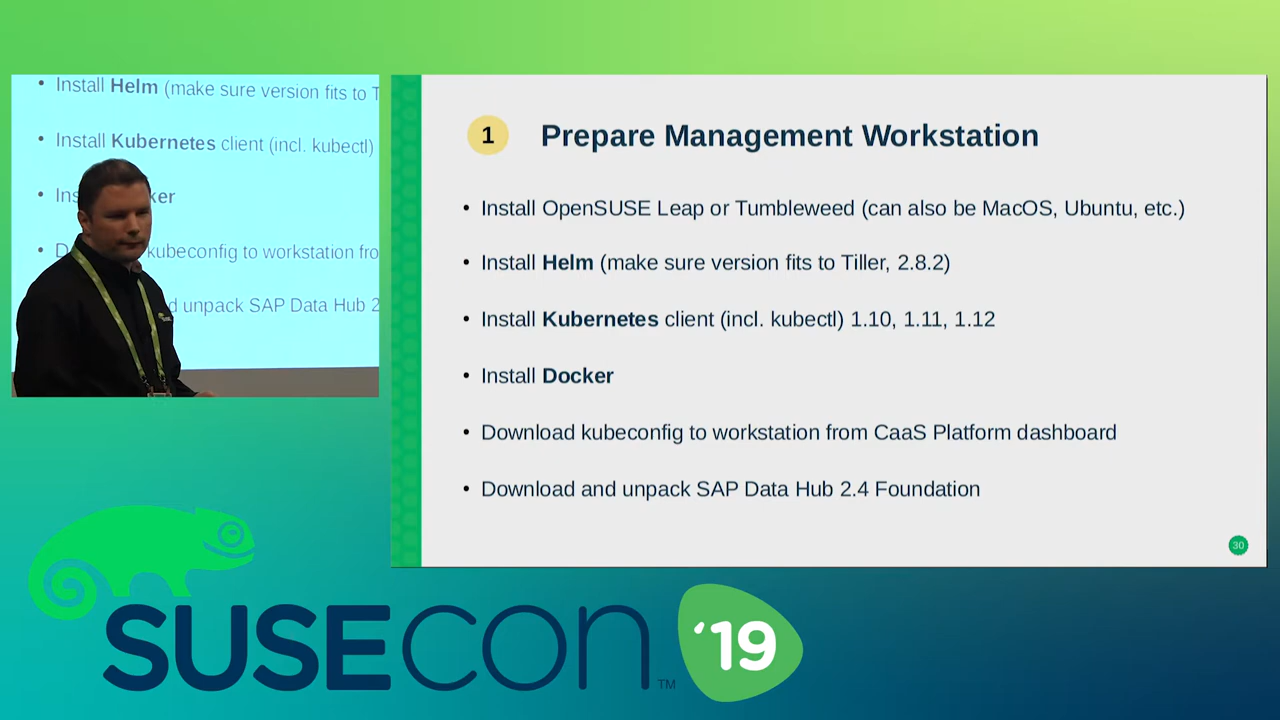 • Install Helm (make sure version fits to T
• Install Kubernetes client (incl. kubectl)
• Ins ker
• D kubeconfig to workstation fro
d unpack SAP Data Hub 2
1 Prepare Management Workstation
• Install OpenSUSE Leap or Tumbleweed (can also be MacOS, Ubuntu, etc.)
• Install Helm (make sure version fits to Tiller, 2.8.2)
• Install Kubernetes client (incl. kubectl) 1.10, 1.11, 1.12
• Install Docker
• Download kubeconfig to workstation from CaaS Platform dashboard
• Download and unpack SAP Data Hub 2.4 Foundation
30
SUSECON ™ '19